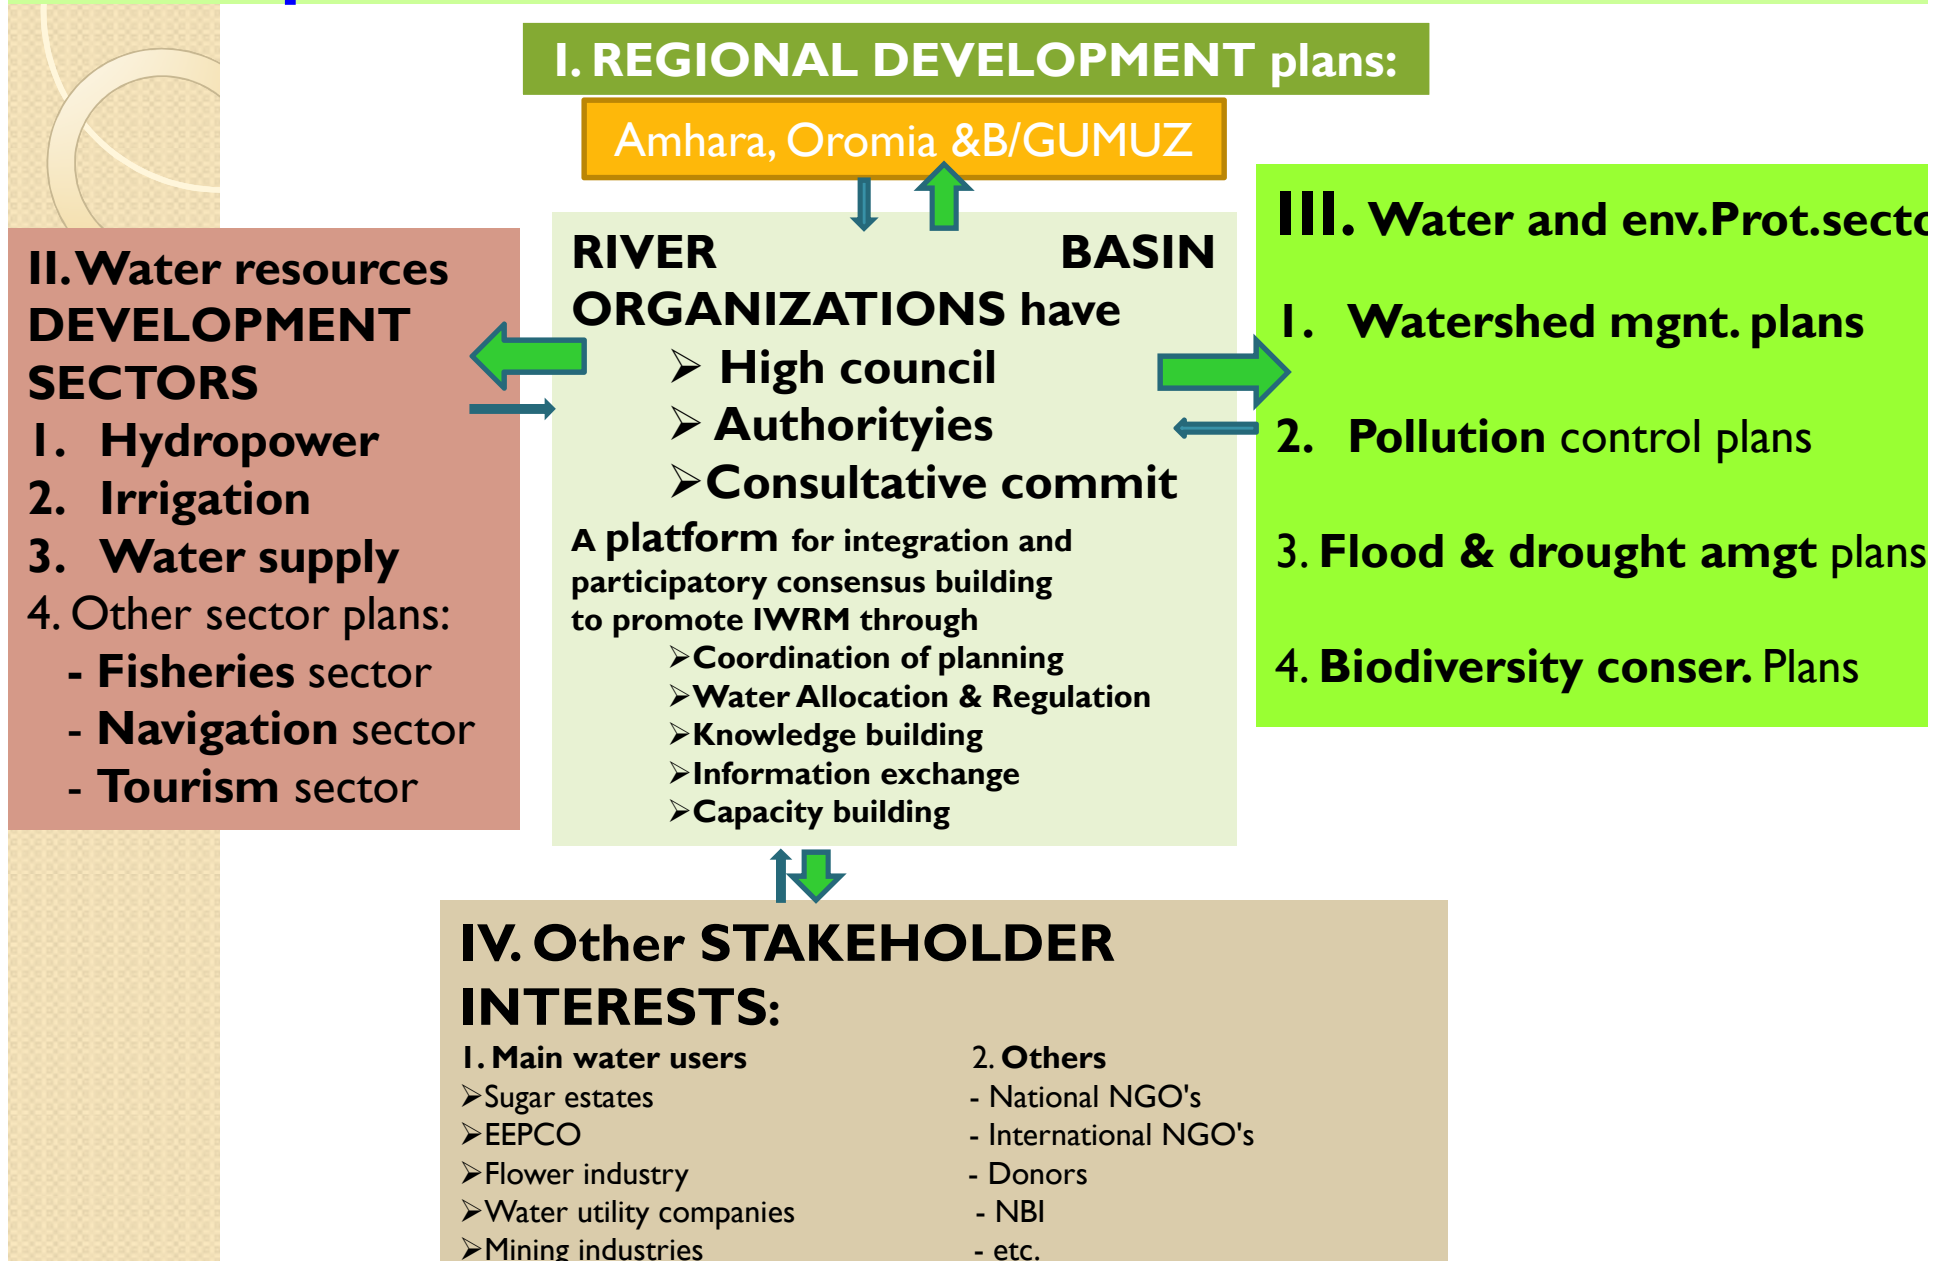 I. REGIONAL DEVELOPMENT plans:
Amhara, Oromia &B/GUMUZ
II. Water resources
DEVELOPMENT
SECTORS
1. Hydropower
2. Irrigation
3. Water supply
4. Other sector plans:
- Fisheries sector
- Navigation sector
- Tourism sector
RIVER BASIN
ORGANIZATIONS have
➢ High council
➢ Authorityies
➢Consultative commit
A platform for integration and
participatory consensus building
to promote IWRM through
➢Coordination of planning
➢Water Allocation & Regulation
➢Knowledge building
➢Information exchange
➢Capacity building
III. Water and env.Prot.secto
1. Watershed mgnt. plans
2. Pollution control plans
3. Flood & drought amgt plans
4. Biodiversity conser. Plans
IV. Other STAKEHOLDER
INTERESTS:
1. Main water users
➢Sugar estates
➢EEPCO
➢Flower industry
➢Water utility companies
➢Mining industries
2. Others
- National NGO's
- International NGO's
- Donors
- NBI
- etc.